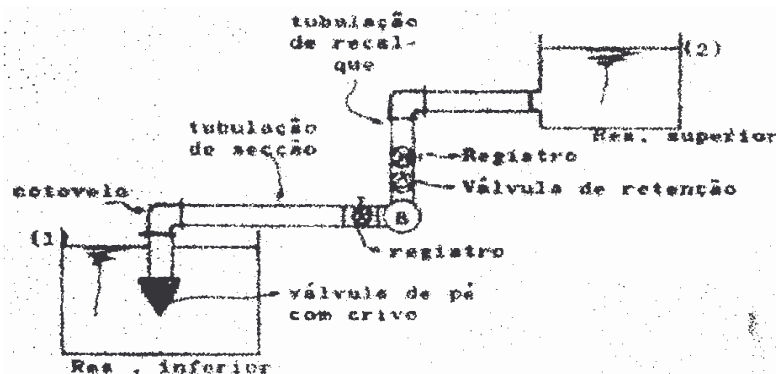 tubulação
de recal-
que
(2)
Res. superior
tubulação
de secção
Registro
Válvula de retenção
cotovelo
B
(1
registro
válvula de pé
com crivo
Res. inferior